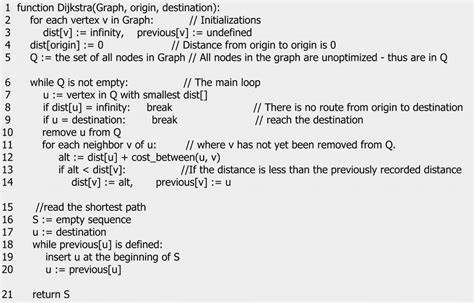 1 function Dijkstra(Graph, origin, destination):
2 for each vertex v in Graph: // Initializations
3 dist[v] := infinity, previous[v] := undefined
4 dist[origin] := 0 // Distance from origin to origin is 0
5 Q := the set of all nodes in Graph // All nodes in the graph are unoptimized - thus are in Q
6 while Q is not empty: // The main loop
7 u := vertex in Q with smallest dist[]
8 if dist[u] = infinity: break // There is no route from origin to destination
9 if u = destination: break // reach the destination
10 remove u from Q
11 for each neighbor v of u: // where v has not yet been removed from Q.
12 alt := dist[u] + cost_between(u, v)
13 if alt < dist[v]: //If the distance is less than the previously recorded distance
14 dist[v] := alt, previous[v] := u
15 //read the shortest path
16 S := empty sequence
17 u := destination
18 while previous[u] is defined:
19 insert u at the beginning of S
20 u := previous[u]
21 return S